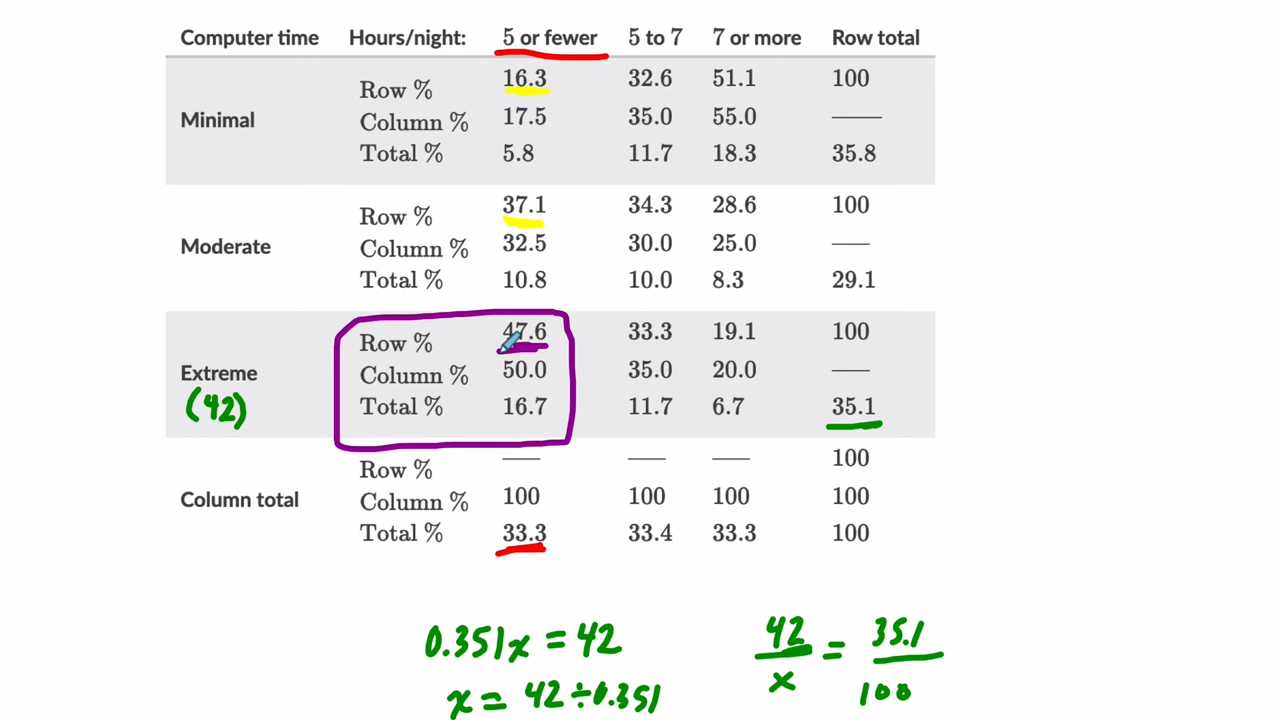 Computer time Hours/night: 5 or fewer 5 to 7 7 or more Row total
Row % 16.3 32.6 51.1 100
Minimal Column % 17.5 35.0 55.0 —
Total % 5.8 11.7 18.3 35.8
Row % 37.1 34.3 28.6 100
Moderate Column % 32.5 30.0 25.0 —
Total % 10.8 10.0 8.3 29.1
Row % 47.6 33.3 19.1 100
Extreme Column % 50.0 35.0 20.0 —
(42) Total % 16.7 11.7 6.7 35.1
Row % — — — 100
Column total Column % 100 100 100 100
Total % 33.3 33.4 33.3 100
0.351x = 42
x = 42 ÷ 0.351
42/x = 35.1/100